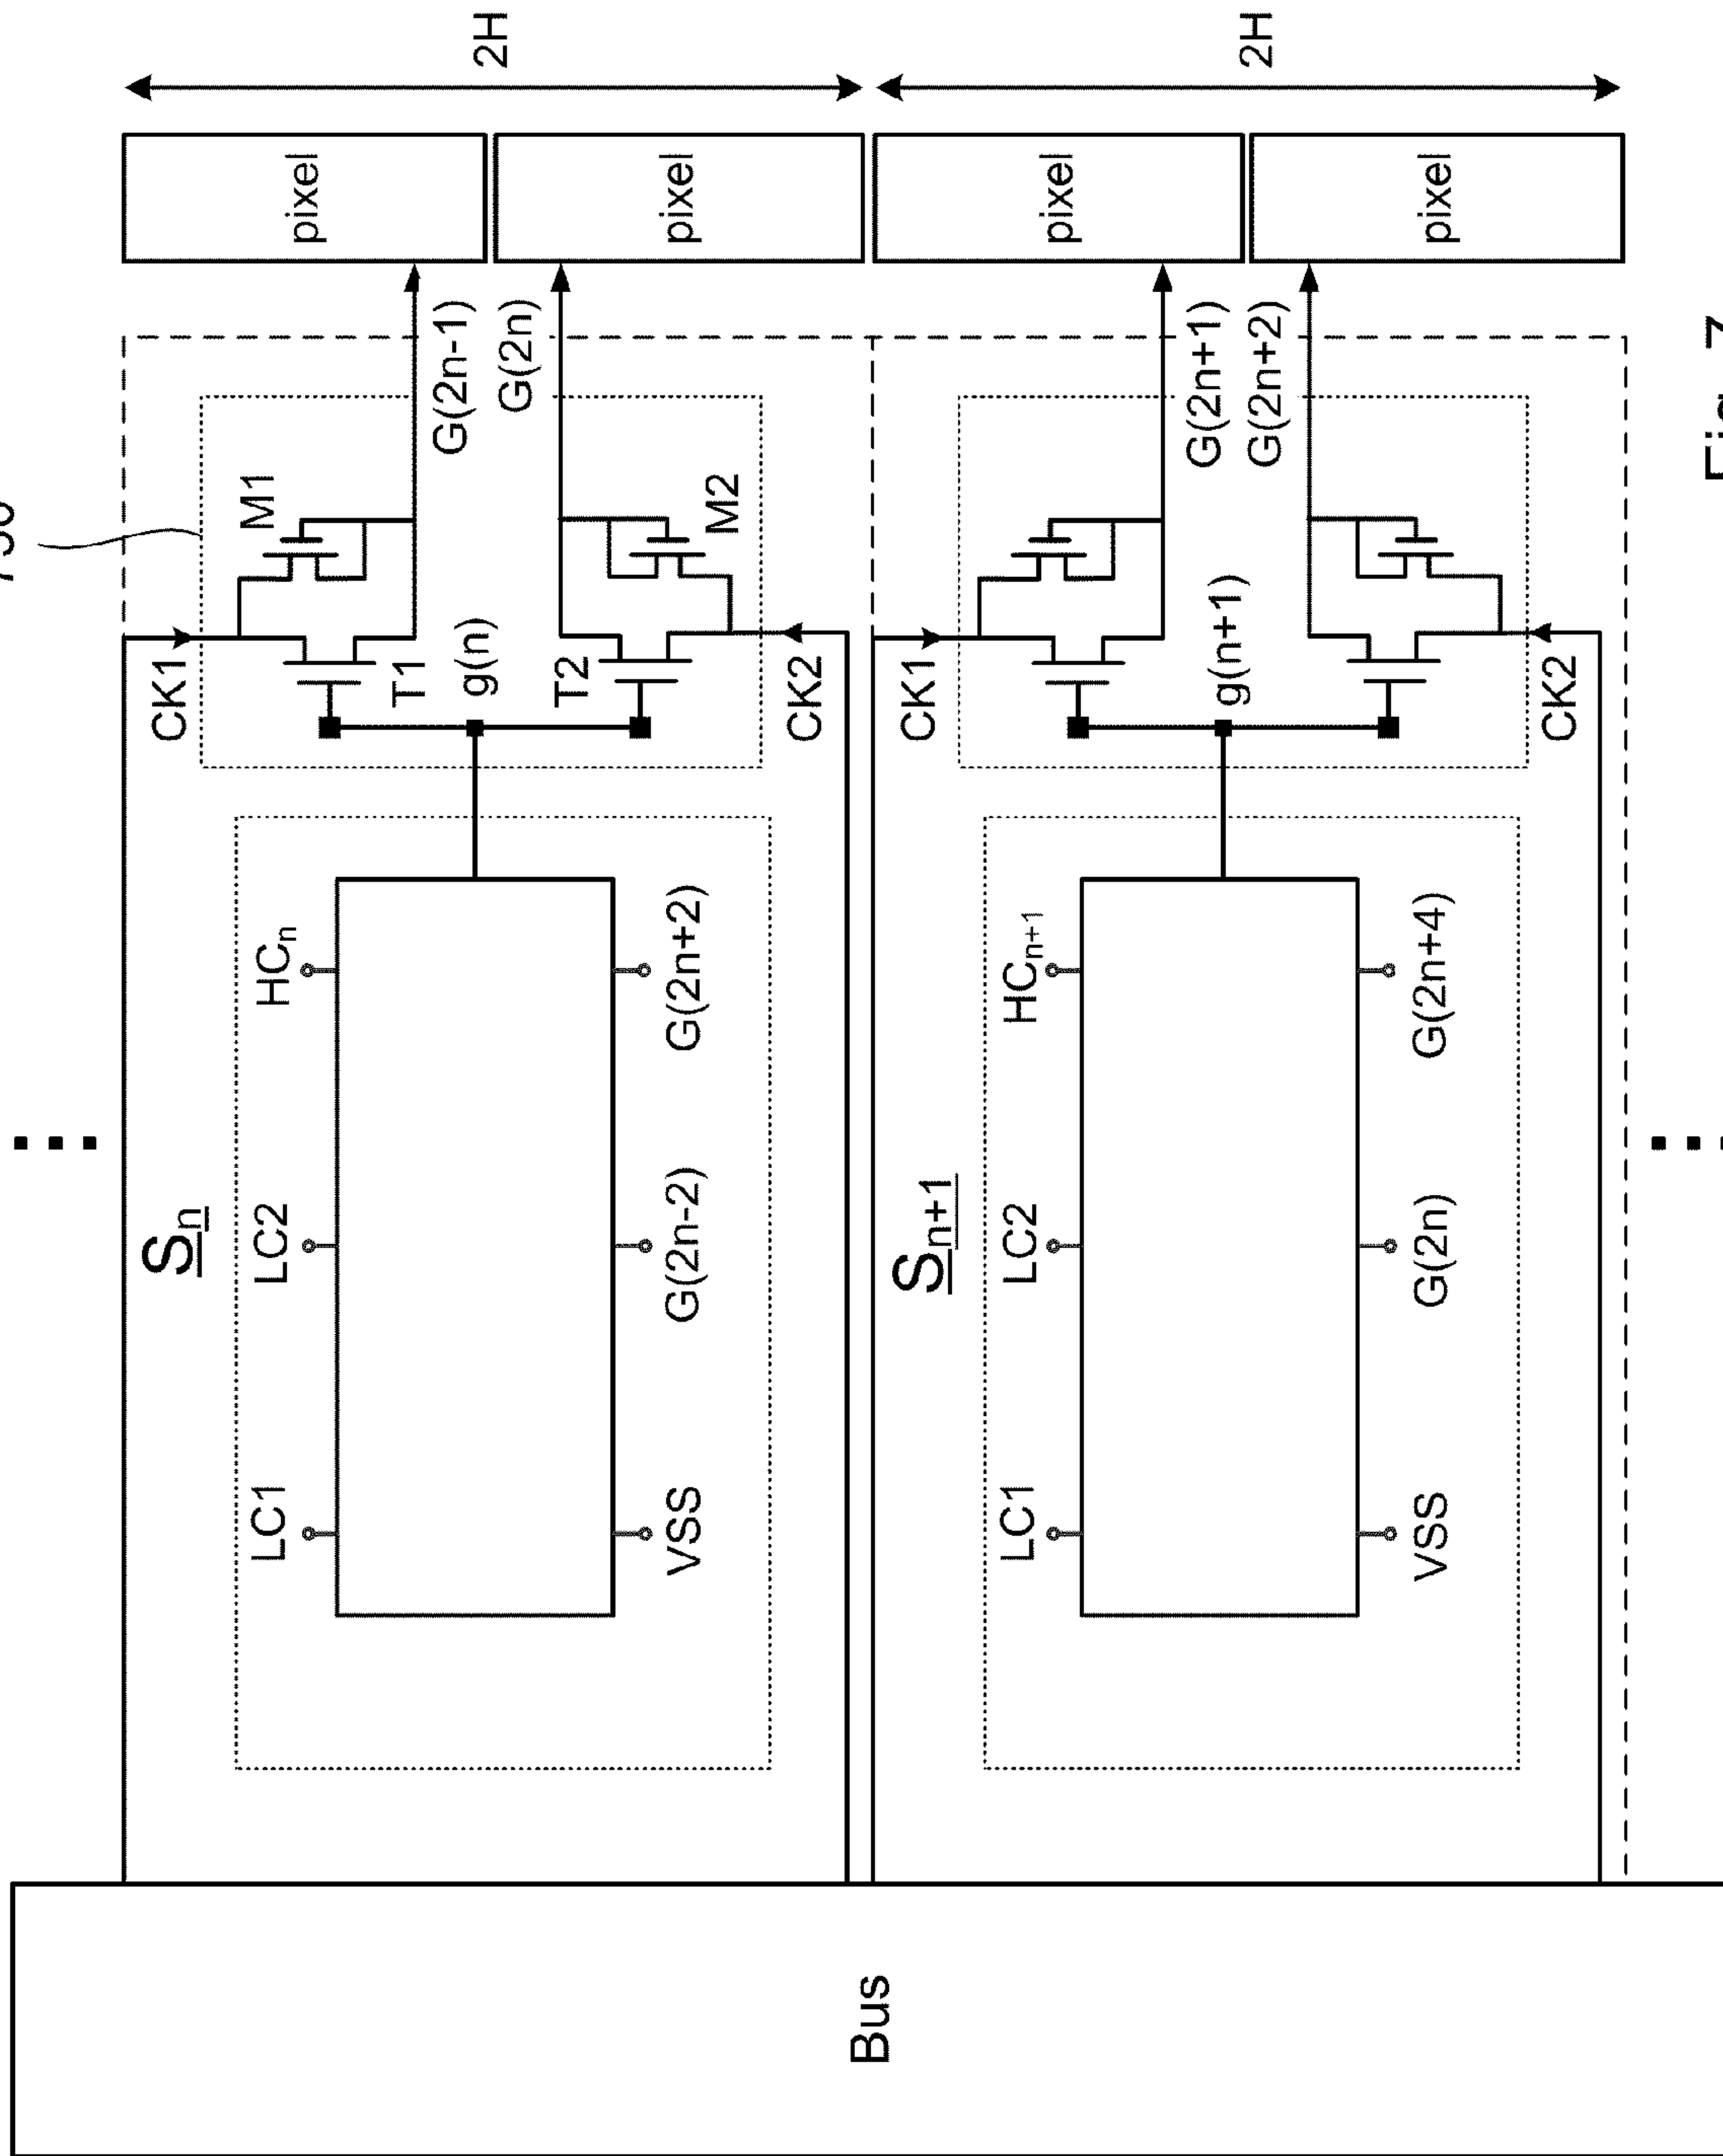 2H
2H
pixel
pixel
pixel
pixel
G(2n-1)
G(2n)
G(2n+1)
G(2n+2)
M1
M2
CK1
T1
g(n)
T2
CK2
CK1
g(n+1)
CK2
HCn
G(2n+2)
HCn+1
G(2n+4)
Sn
LC2
G(2n-2)
Sn+1
LC2
G(2n)
LC1
VSS
LC1
VSS
Bus